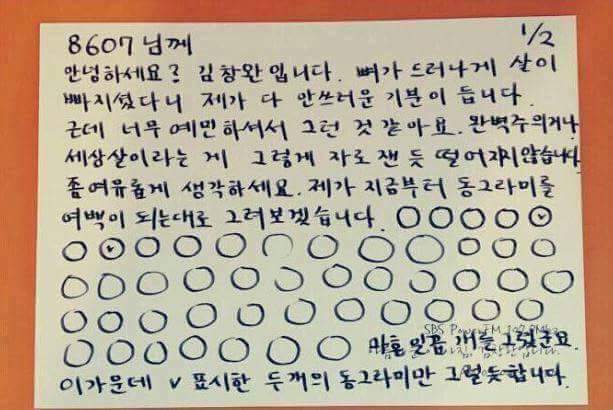 8607님께 1/2
안녕하세요? 김창완입니다. 뼈가 드러나게 살이
빠지셨다니 제가 다 안쓰러운 기분이 듭니다.
근데 너무 예민하셔서 그런 것 같아요. 완벽주의거나
세상살이라는 게 그렇게 자로 잰 듯 떨어지지 않습니다.
좀 여유롭게 생각하세요. 제가 지금부터 동그라미를
여백이 되는대로 그려보겠습니다.
SBS PowerFM 107.7MHz
마흔 일곱 개를 그렸군요.
이 가운데 v 표시한 두 개의 동그라미만 그럴듯합니다.